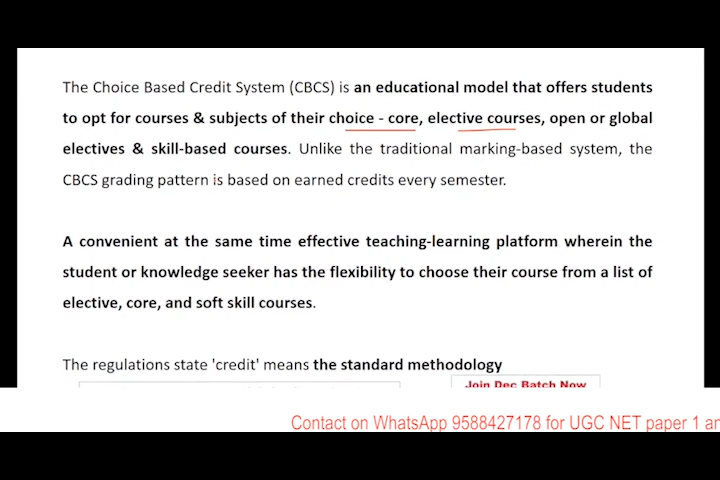 The Choice Based Credit System (CBCS) is an educational model that offers students
to opt for courses & subjects of their choice - core, elective courses, open or global
electives & skill-based courses. Unlike the traditional marking-based system, the
CBCS grading pattern is based on earned credits every semester.
A convenient at the same time effective teaching-learning platform wherein the
student or knowledge seeker has the flexibility to choose their course from a list of
elective, core, and soft skill courses.
The regulations state 'credit' means the standard methodology
Join Dec Batch Now
Contact on WhatsApp 9588427178 for UGC NET paper 1 an